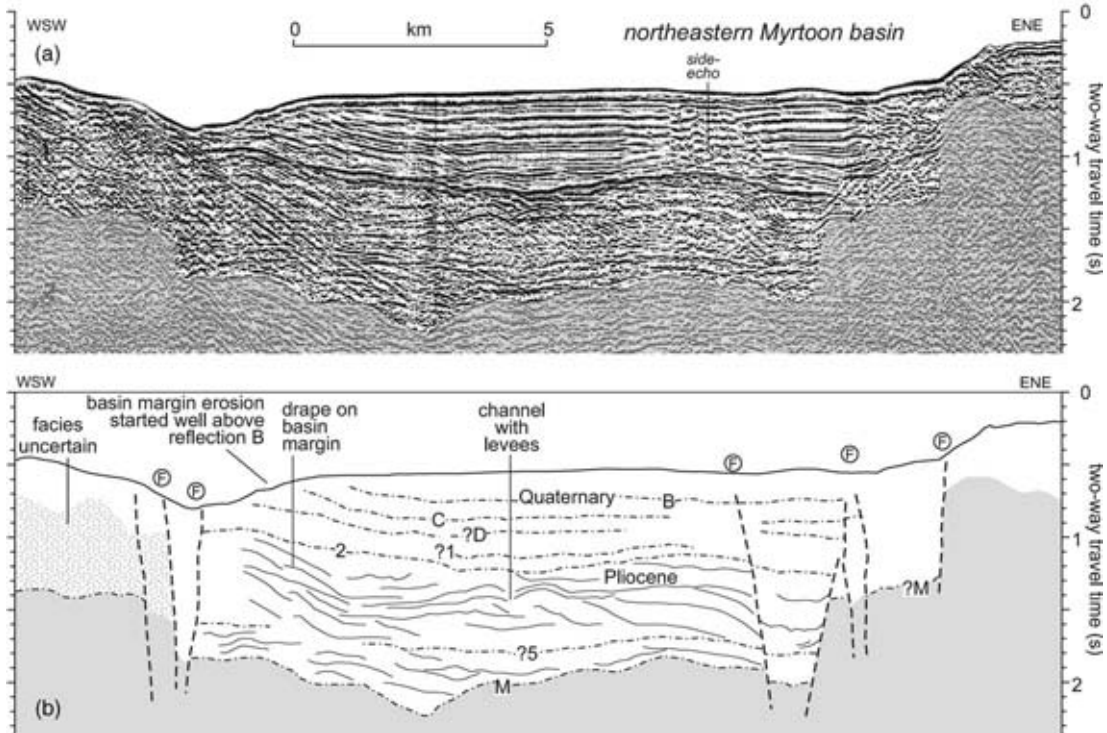 WSW
0
km
5
northeastern Myrtoon basin
ENE
0
(a)
side-
echo
1
2
two-way travel time (s)
WSW
ENE
0
facies
uncertain
basin margin erosion
started well above
reflection B
drape on
basin
margin
channel
with
levees
F
F
F
F
F
Quaternary
B
C
?D
2
?1
1
Pliocene
?M
?5
M
2
(b)
two-way travel time (s)